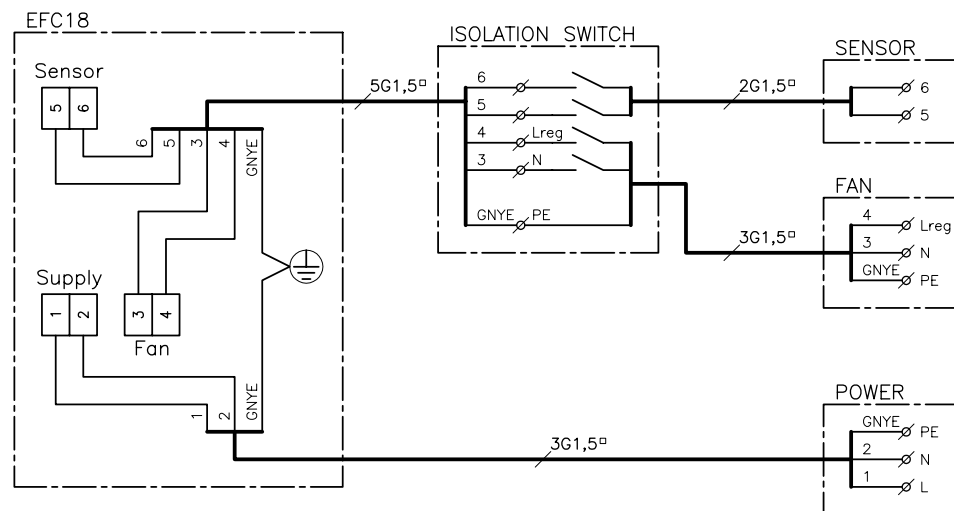 EFC18
Sensor
5 6
6 5 3 4 GNYE
Supply
1 2
3 4
Fan
1 2 GNYE
5G1,5▫
ISOLATION SWITCH
6
5
4 Lreg
3 N
GNYE PE
2G1,5▫
SENSOR
6
5
3G1,5▫
FAN
4 Lreg
3 N
GNYE PE
3G1,5▫
POWER
GNYE PE
2 N
1 L